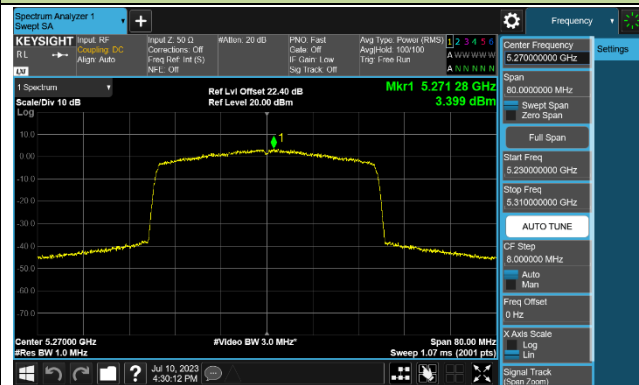 Spectrum Analyzer 1
Swept SA
+
Frequency
KEYSIGHT
Input: RF
Input Z: 50 Ω
#Atten: 20 dB
PNO: Fast
Avg Type: Power (RMS)
1 2 3 4 5 6
RL
Coupling: DC
Corrections: Off
Gate: Off
Avg|Hold: 100/100
A W W W W W
Align: Auto
Freq Ref: Int (S)
IF Gain: Low
Trig: Free Run
LXI
NFE: Off
Sig Track: Off
A N N N N N
1 Spectrum
Ref Lvl Offset 22.40 dB
Mkr1 5.271 28 GHz
Scale/Div 10 dB
Ref Level 20.00 dBm
3.399 dBm
Log
1
10.0
0.00
-10.0
-20.0
-30.0
-40.0
-50.0
-60.0
-70.0
Center 5.27000 GHz
#Video BW 3.0 MHz*
Span 80.00 MHz
#Res BW 1.0 MHz
Sweep 1.07 ms (2001 pts)
Jul 10, 2023
4:30:12 PM
Center Frequency
5.270000000 GHz
Settings
Span
80.0000000 MHz
Swept Span
Zero Span
Full Span
Start Freq
5.230000000 GHz
Stop Freq
5.310000000 GHz
AUTO TUNE
CF Step
8.000000 MHz
Auto
Man
Freq Offset
0 Hz
X Axis Scale
Log
Lin
Signal Track
(Span Zoom)